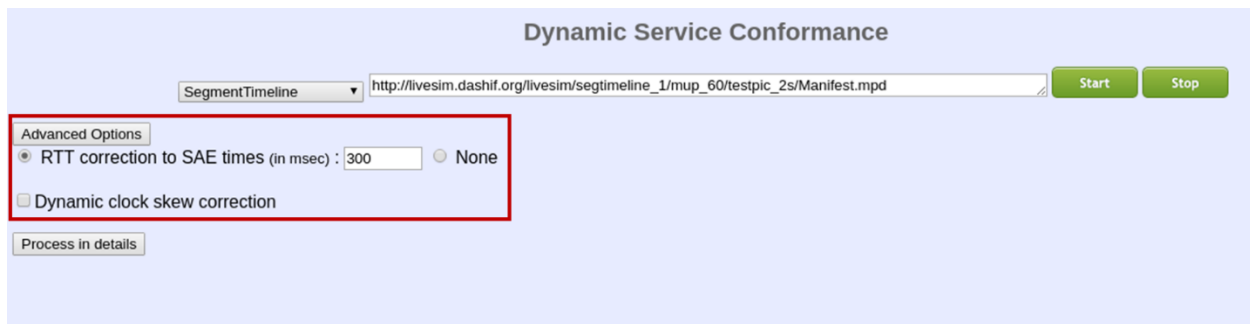 Dynamic Service Conformance
SegmentTimeline http://livesim.dashif.org/livesim/segtimeline_1/mup_60/testpic_2s/Manifest.mpd Start Stop
Advanced Options
RTT correction to SAE times (in msec) : 300 None
Dynamic clock skew correction
Process in details